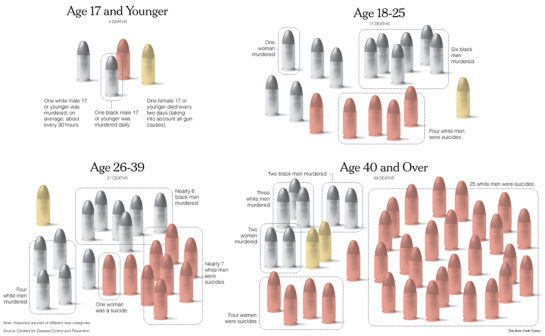 Age 17 and Younger
4 DEATHS
One white male 17
or younger was
murdered, on
average, about
every 30 hours.
One black male 17
or younger was
murdered daily.
One female 17 or
younger died every
two days (taking
into account all gun
causes).
Age 18-25
17 DEATHS
One
woman
murdered.
Six black
men
murdered.
Four white men
were suicides.
Age 26-39
21 DEATHS
Nearly 6
black men
murdered.
Four
white men
murdered.
One woman
was a suicide.
Nearly 7
white men
were
suicides.
Age 40 and Over
39 DEATHS
Two black men murdered.
Three
white men
murdered.
Two
women
murdered.
Four women
were suicides.
25 white men were suicides.
Note: Hispanics are part of different race categories.
Source: Centers for Disease Control and Prevention
The New York Times